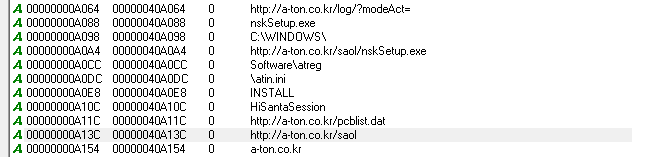 A 00000000A064 00000040A064 0 http://a-ton.co.kr/log/?modeAct=
A 00000000A088 00000040A088 0 nskSetup.exe
A 00000000A098 00000040A098 0 C:\WINDOWS\
A 00000000A0A4 00000040A0A4 0 http://a-ton.co.kr/saol/nskSetup.exe
A 00000000A0CC 00000040A0CC 0 Software\atreg
A 00000000A0DC 00000040A0DC 0 \atin.ini
A 00000000A0E8 00000040A0E8 0 INSTALL
A 00000000A10C 00000040A10C 0 HiSantaSession
A 00000000A11C 00000040A11C 0 http://a-ton.co.kr/pcblist.dat
A 00000000A13C 00000040A13C 0 http://a-ton.co.kr/saol
A 00000000A154 00000040A154 0 a-ton.co.kr